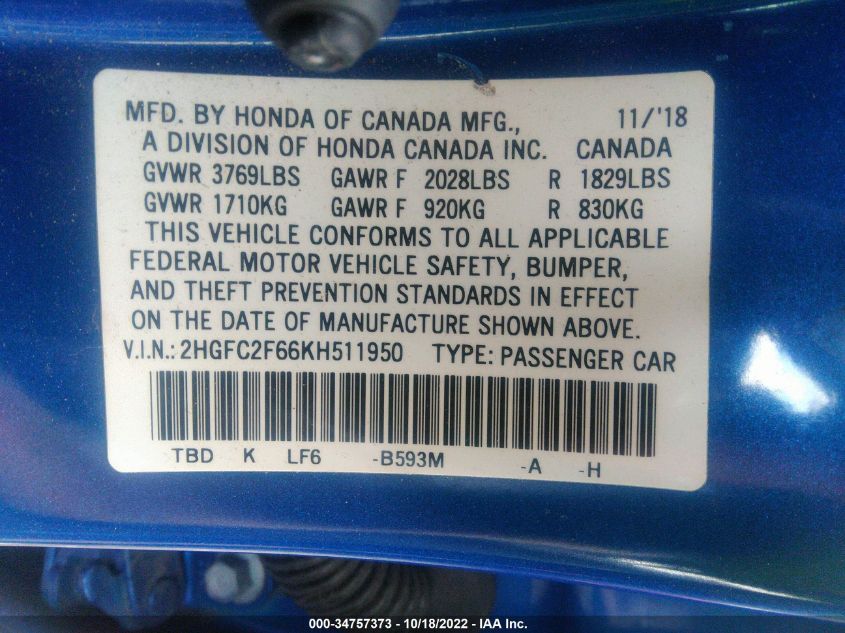 MFD. BY HONDA OF CANADA MFG., 11/'18
A DIVISION OF HONDA CANADA INC. CANADA
GVWR 3769LBS GAWR F 2028LBS R 1829LBS
GVWR 1710KG GAWR F 920KG R 830KG
THIS VEHICLE CONFORMS TO ALL APPLICABLE
FEDERAL MOTOR VEHICLE SAFETY, BUMPER,
AND THEFT PREVENTION STANDARDS IN EFFECT
ON THE DATE OF MANUFACTURE SHOWN ABOVE.
V.I.N.: 2HGFC2F66KH511950 TYPE: PASSENGER CAR
TBD K LF6 -B593M -A -H
000-34757373 - 10/18/2022 - IAA Inc.